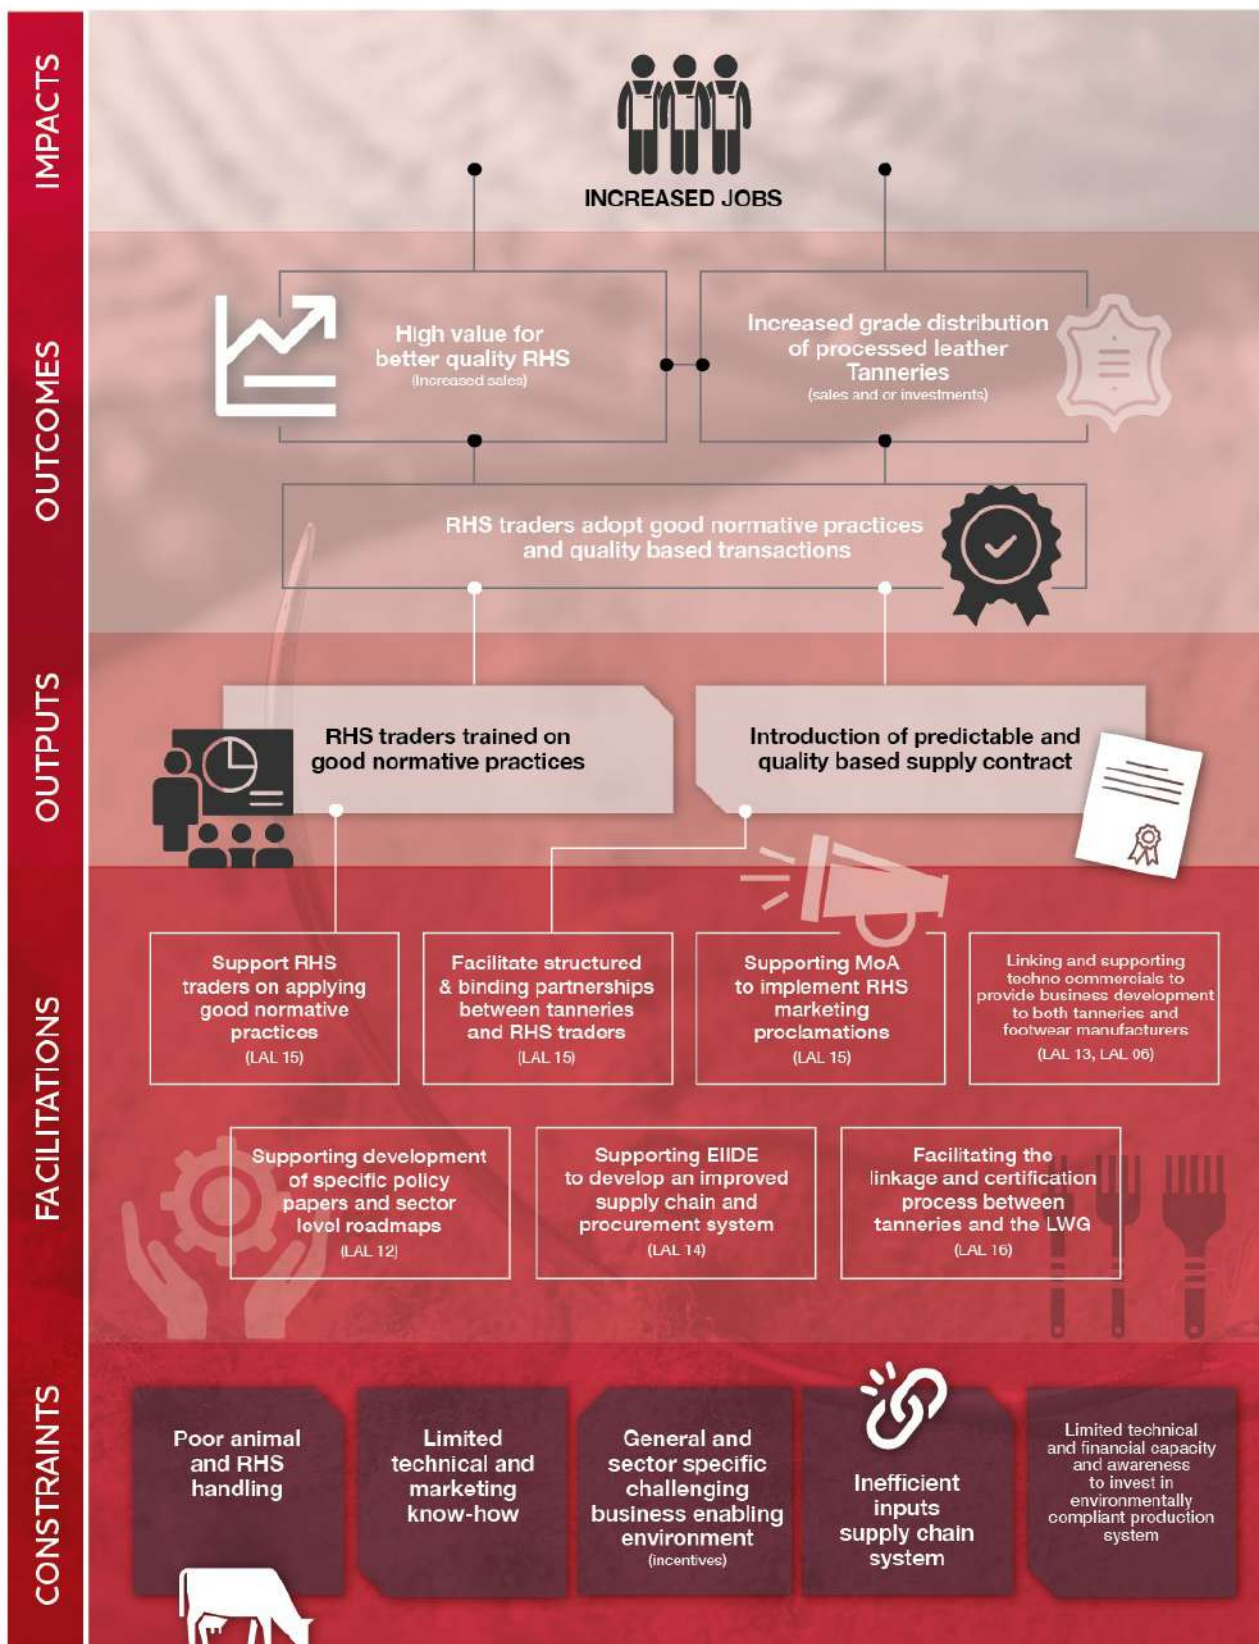 IMPACTS
INCREASED JOBS
OUTCOMES
High value for
better quality RHS
(Increased sales)
Increased grade distribution
of processed leather
Tanneries
(sales and or investments)
RHS traders adopt good normative practices
and quality based transactions
OUTPUTS
RHS traders trained on
good normative practices
Introduction of predictable and
quality based supply contract
FACILITATIONS
Support RHS
traders on applying
good normative
practices
(LAL 15)
Facilitate structured
& binding partnerships
between tanneries
and RHS traders
(LAL 15)
Supporting MoA
to implement RHS
marketing
proclamations
(LAL 15)
Linking and supporting
techno commercials to
provide business development
to both tanneries and
footwear manufacturers
(LAL 13, LAL 06)
Supporting development
of specific policy
papers and sector
level roadmaps
(LAL 12)
Supporting EIIDE
to develop an improved
supply chain and
procurement system
(LAL 14)
Facilitating the
linkage and certification
process between
tanneries and the LWG
(LAL 16)
CONSTRAINTS
Poor animal
and RHS
handling
Limited
technical and
marketing
know-how
General and
sector specific
challenging
business enabling
environment
(incentives)
Inefficient
inputs
supply chain
system
Limited technical
and financial capacity
and awareness
to invest in
environmentally
compliant production
system